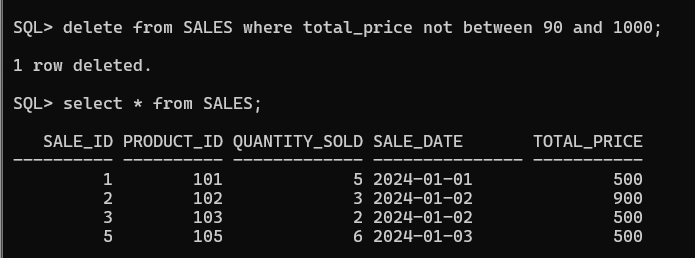 SQL> delete from SALES where total_price not between 90 and 1000;
1 row deleted.
SQL> select * from SALES;
SALE_ID PRODUCT_ID QUANTITY_SOLD SALE_DATE TOTAL_PRICE
---------- ---------- ------------- --------------- -----------
1 101 5 2024-01-01 500
2 102 3 2024-01-02 900
3 103 2 2024-01-02 500
5 105 6 2024-01-03 500